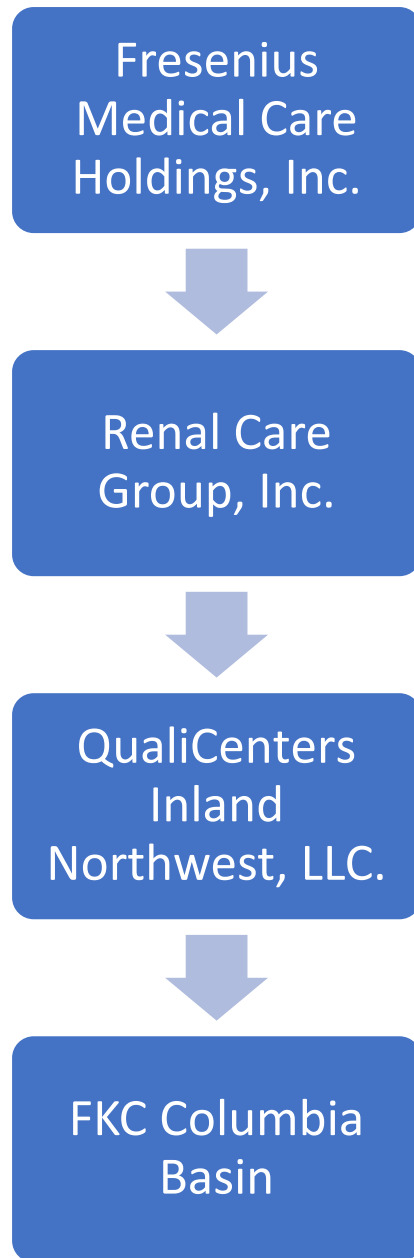 Fresenius
Medical Care
Holdings, Inc.
Renal Care
Group, Inc.
QualiCenters
Inland
Northwest, LLC.
FKC Columbia
Basin